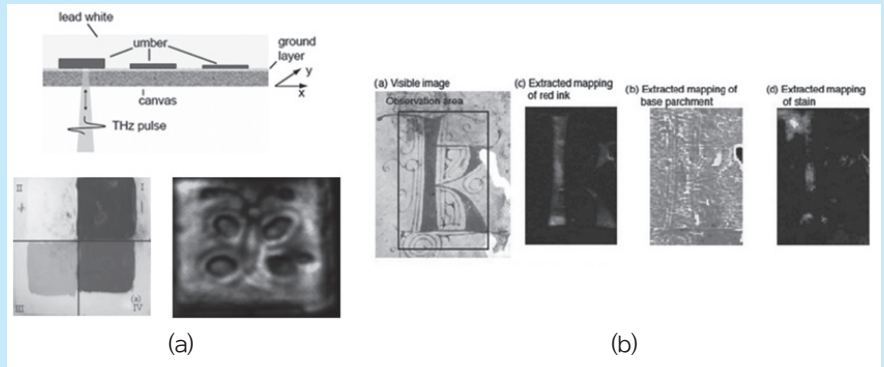 lead white
umber
ground
layer
y
x
canvas
THz pulse
II
I
III
(a)
IV
(a)
(a) Visible image
Observation area
(c) Extracted mapping
of red ink
(b) Extracted mapping of
base parchment
(d) Extracted mapping
of stain
(b)